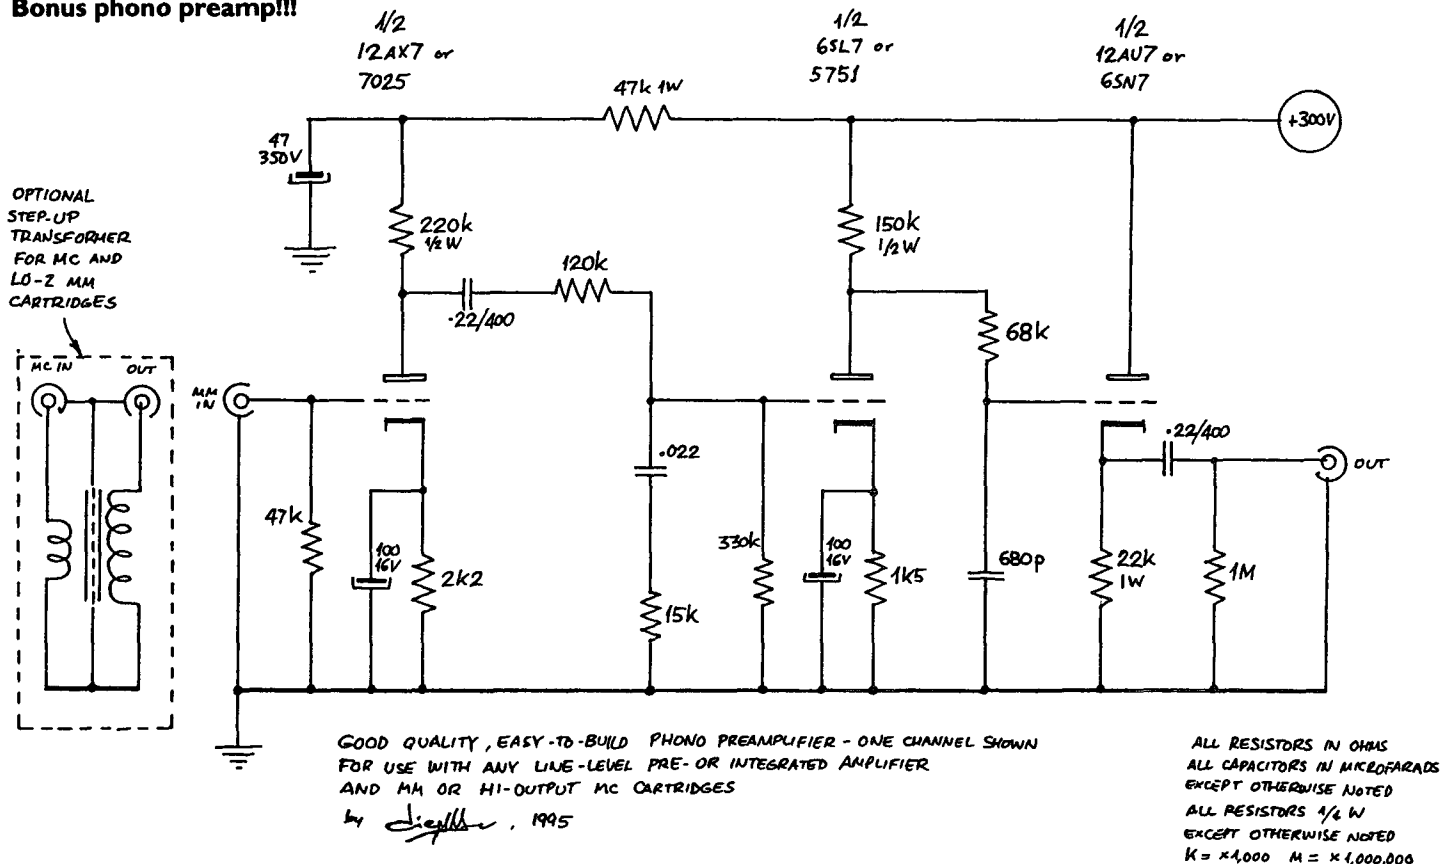 Bonus phono preamp!!!
1/2
12AX7 or
7025
1/2
6SL7 or
5751
1/2
12AU7 or
6SN7
47k 1W
+300V
47
350V
OPTIONAL
STEP-UP
TRANSFORMER
FOR MC AND
LO-Z MM
CARTRIDGES
220k
1/2 W
150k
1/2 W
120k
.22/400
68k
MC IN
OUT
MM
IN
.022
.22/400
OUT
47k
100
16V
2k2
330k
100
16V
1k5
680p
22k
1W
1M
15k
GOOD QUALITY, EASY-TO-BUILD PHONO PREAMPLIFIER - ONE CHANNEL SHOWN
FOR USE WITH ANY LINE-LEVEL PRE- OR INTEGRATED AMPLIFIER
AND MM OR HI-OUTPUT MC CARTRIDGES
by , 1995
ALL RESISTORS IN OHMS
ALL CAPACITORS IN MICROFARADS
EXCEPT OTHERWISE NOTED
ALL RESISTORS 1/4 W
EXCEPT OTHERWISE NOTED
K = x1,000 M = x1,000,000